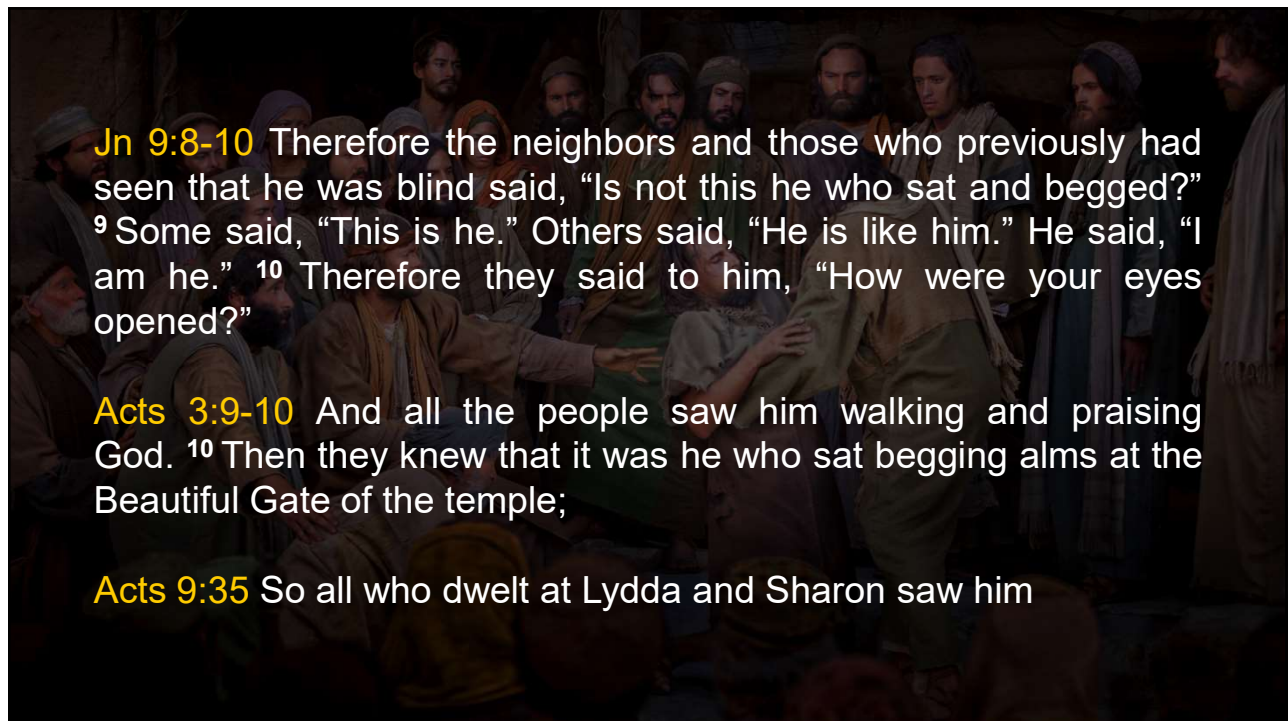 Jn 9:8-10 Therefore the neighbors and those who previously had
seen that he was blind said, “Is not this he who sat and begged?”
9 Some said, “This is he.” Others said, “He is like him.” He said, “I
am he.” 10 Therefore they said to him, “How were your eyes
opened?”
Acts 3:9-10 And all the people saw him walking and praising
God. 10 Then they knew that it was he who sat begging alms at the
Beautiful Gate of the temple;
Acts 9:35 So all who dwelt at Lydda and Sharon saw him